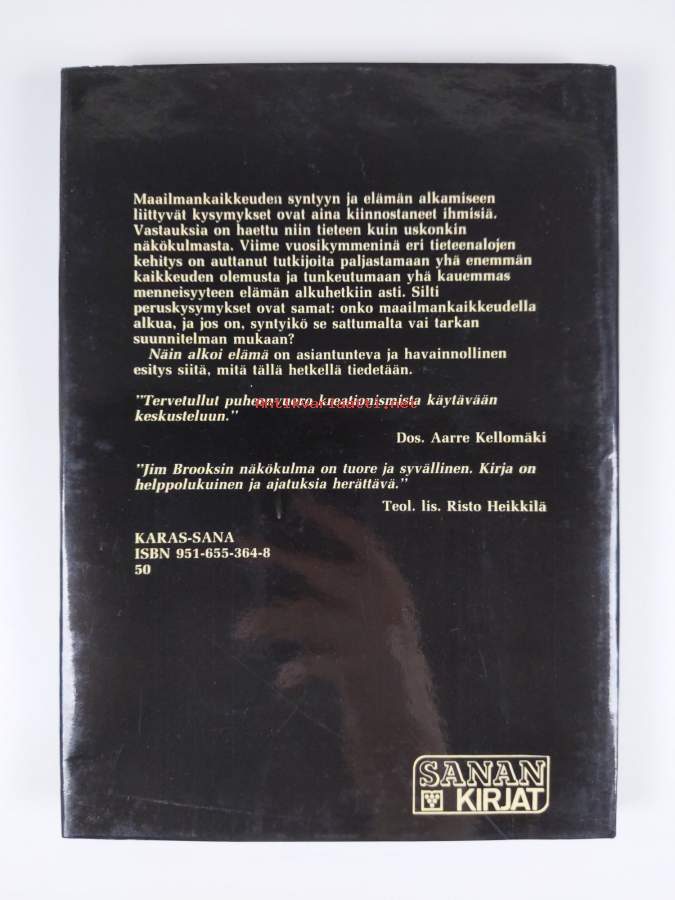 Maailmankaikkeuden syntyyn ja elämän alkamiseen
liittyvät kysymykset ovat aina kiinnostaneet ihmisiä.
Vastauksia on haettu niin tieteen kuin uskonkin
näkökulmasta. Viime vuosikymmeninä eri tieteenalojen
kehitys on auttanut tutkijoita paljastamaan yhä enemmän
kaikkeuden olemusta ja tunkeutumaan yhä kauemmas
menneisyyteen elämän alkuhetkiin asti. Silti
peruskysymykset ovat samat: onko maailmankaikkeudella
alkua, ja jos on, syntyikö se sattumalta vai tarkan
suunnitelman mukaan?
Näin alkoi elämä on asiantunteva ja havainnollinen
esitys siitä, mitä tällä hetkellä tiedetään.
"Tervetullut puheenvuoro kreationismista käytävään
keskusteluun."
Antikvariaatti.net
Dos. Aarre Kellomäki
"Jim Brooksin näkökulma on tuore ja syvällinen. Kirja on
helppolukuinen ja ajatuksia herättävä."
Teol. lis. Risto Heikkilä
KARAS-SANA
ISBN 951-655-364-8
50
SANAN
KIRJAT